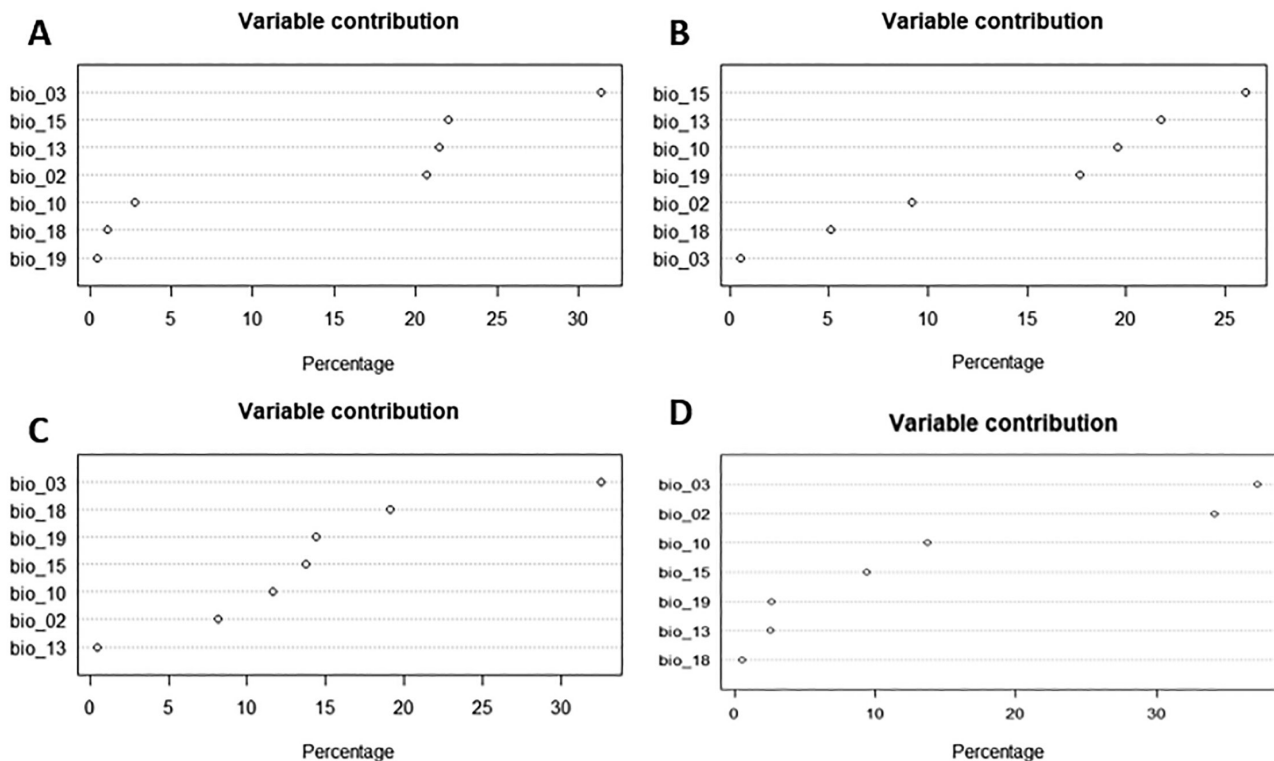 A
Variable contribution
bio_03
bio_15
bio_13
bio_02
bio_10
bio_18
bio_19
0 5 10 15 20 25 30
Percentage
B
Variable contribution
bio_15
bio_13
bio_10
bio_19
bio_02
bio_18
bio_03
0 5 10 15 20 25
Percentage
C
Variable contribution
bio_03
bio_18
bio_19
bio_15
bio_10
bio_02
bio_13
0 5 10 15 20 25 30
Percentage
D
Variable contribution
bio_03
bio_02
bio_10
bio_15
bio_19
bio_13
bio_18
0 10 20 30
Percentage